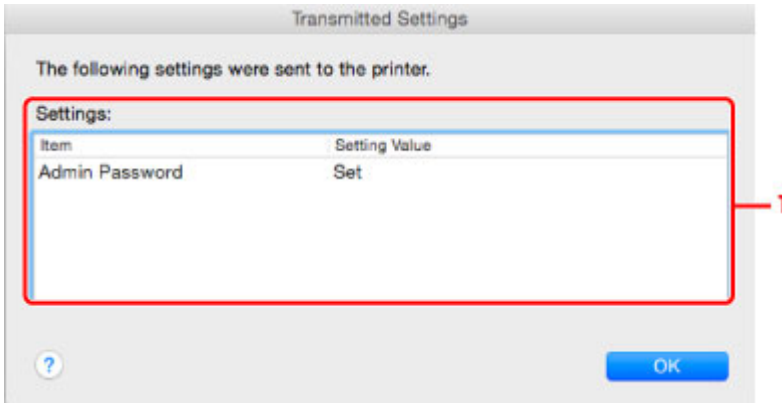 Transmitted Settings
The following settings were sent to the printer.
Settings:
Item Setting Value
Admin Password Set
1
?
OK